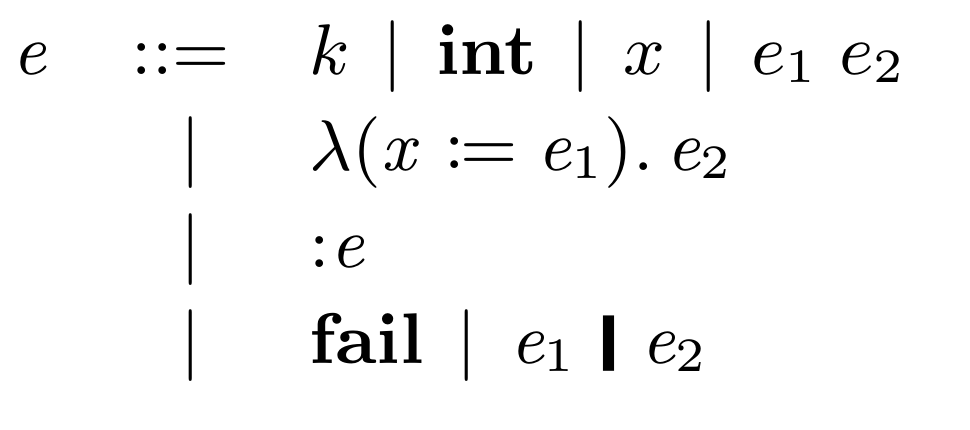 e ::= k | int | x | e₁ e₂
| λ(x := e₁). e₂
| :e
| fail | e₁ ❙ e₂